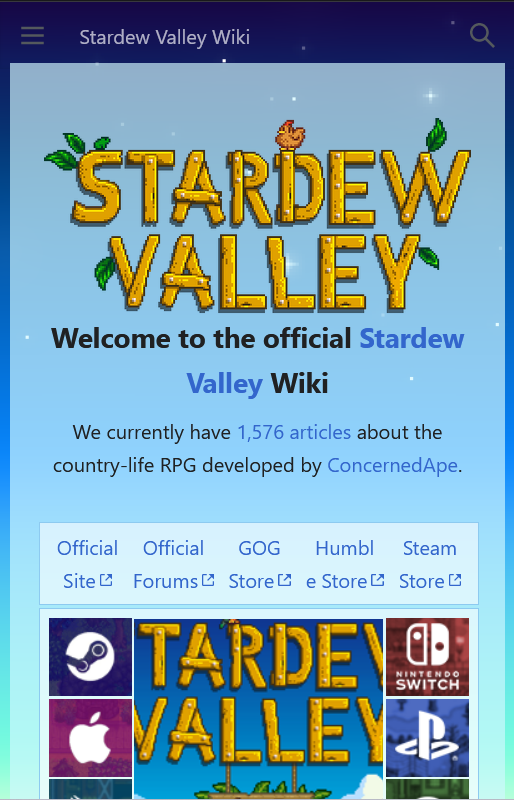 Stardew Valley Wiki
STARDEW
VALLEY
Welcome to the official Stardew
Valley Wiki
We currently have 1,576 articles about the
country-life RPG developed by ConcernedApe.
Official Official GOG Humbl Steam
Site Forums Store e Store Store
STARDEW
VALLEY
NINTENDO
SWITCH